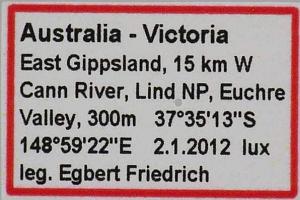 Australia - Victoria
East Gippsland, 15 km W
Cann River, Lind NP, Euchre
Valley, 300m 37°35'13"S
148°59'22"E 2.1.2012 lux
leg. Egbert Friedrich